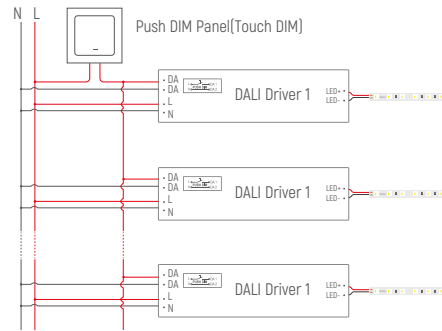 N L
Push DIM Panel(Touch DIM)
DA
DA
L
N
DALI Driver 1
LED+
LED-
DA
DA
L
N
DALI Driver 1
LED+
LED-
DA
DA
L
N
DALI Driver 1
LED+
LED-